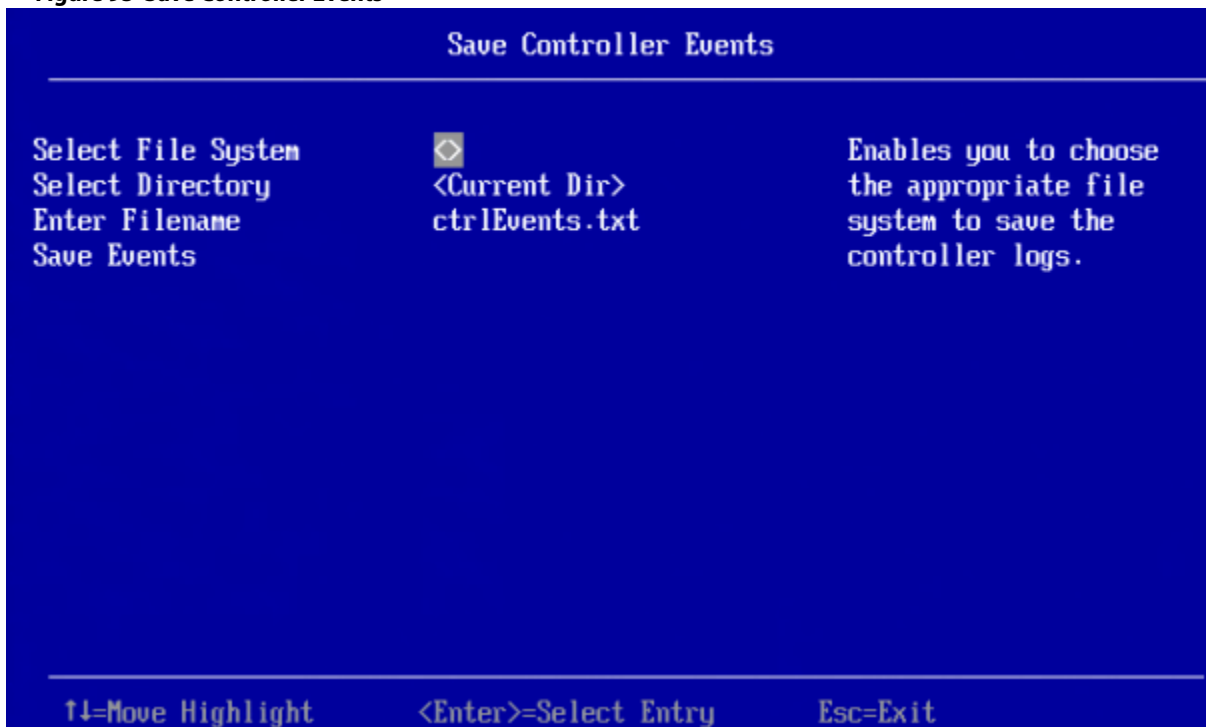 Save Controller Events
Select File System <> Enables you to choose
Select Directory <Current Dir> the appropriate file
Enter Filename ctrlEvents.txt system to save the
Save Events controller logs.
↑↓=Move Highlight <Enter>=Select Entry Esc=Exit